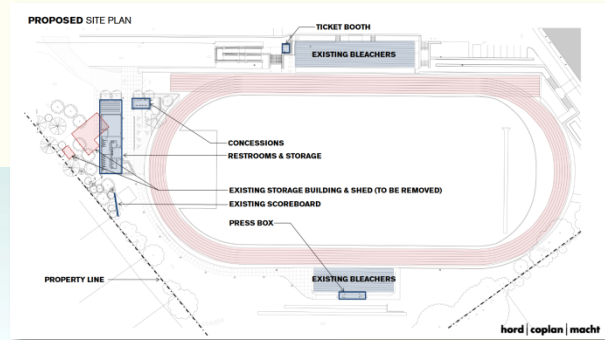 PROPOSED SITE PLAN
TICKET BOOTH
EXISTING BLEACHERS
CONCESSIONS
RESTROOMS & STORAGE
EXISTING STORAGE BUILDING & SHED (TO BE REMOVED)
EXISTING SCOREBOARD
PRESS BOX
PROPERTY LINE
EXISTING BLEACHERS
hord | coplan | macht